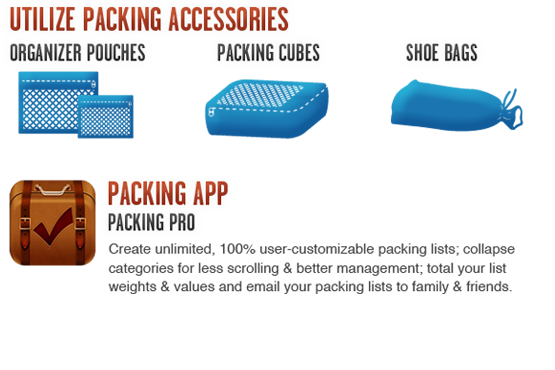 UTILIZE PACKING ACCESSORIES
ORGANIZER POUCHES PACKING CUBES SHOE BAGS
PACKING APP
PACKING PRO
Create unlimited, 100% user-customizable packing lists; collapse
categories for less scrolling & better management; total your list
weights & values and email your packing lists to family & friends.